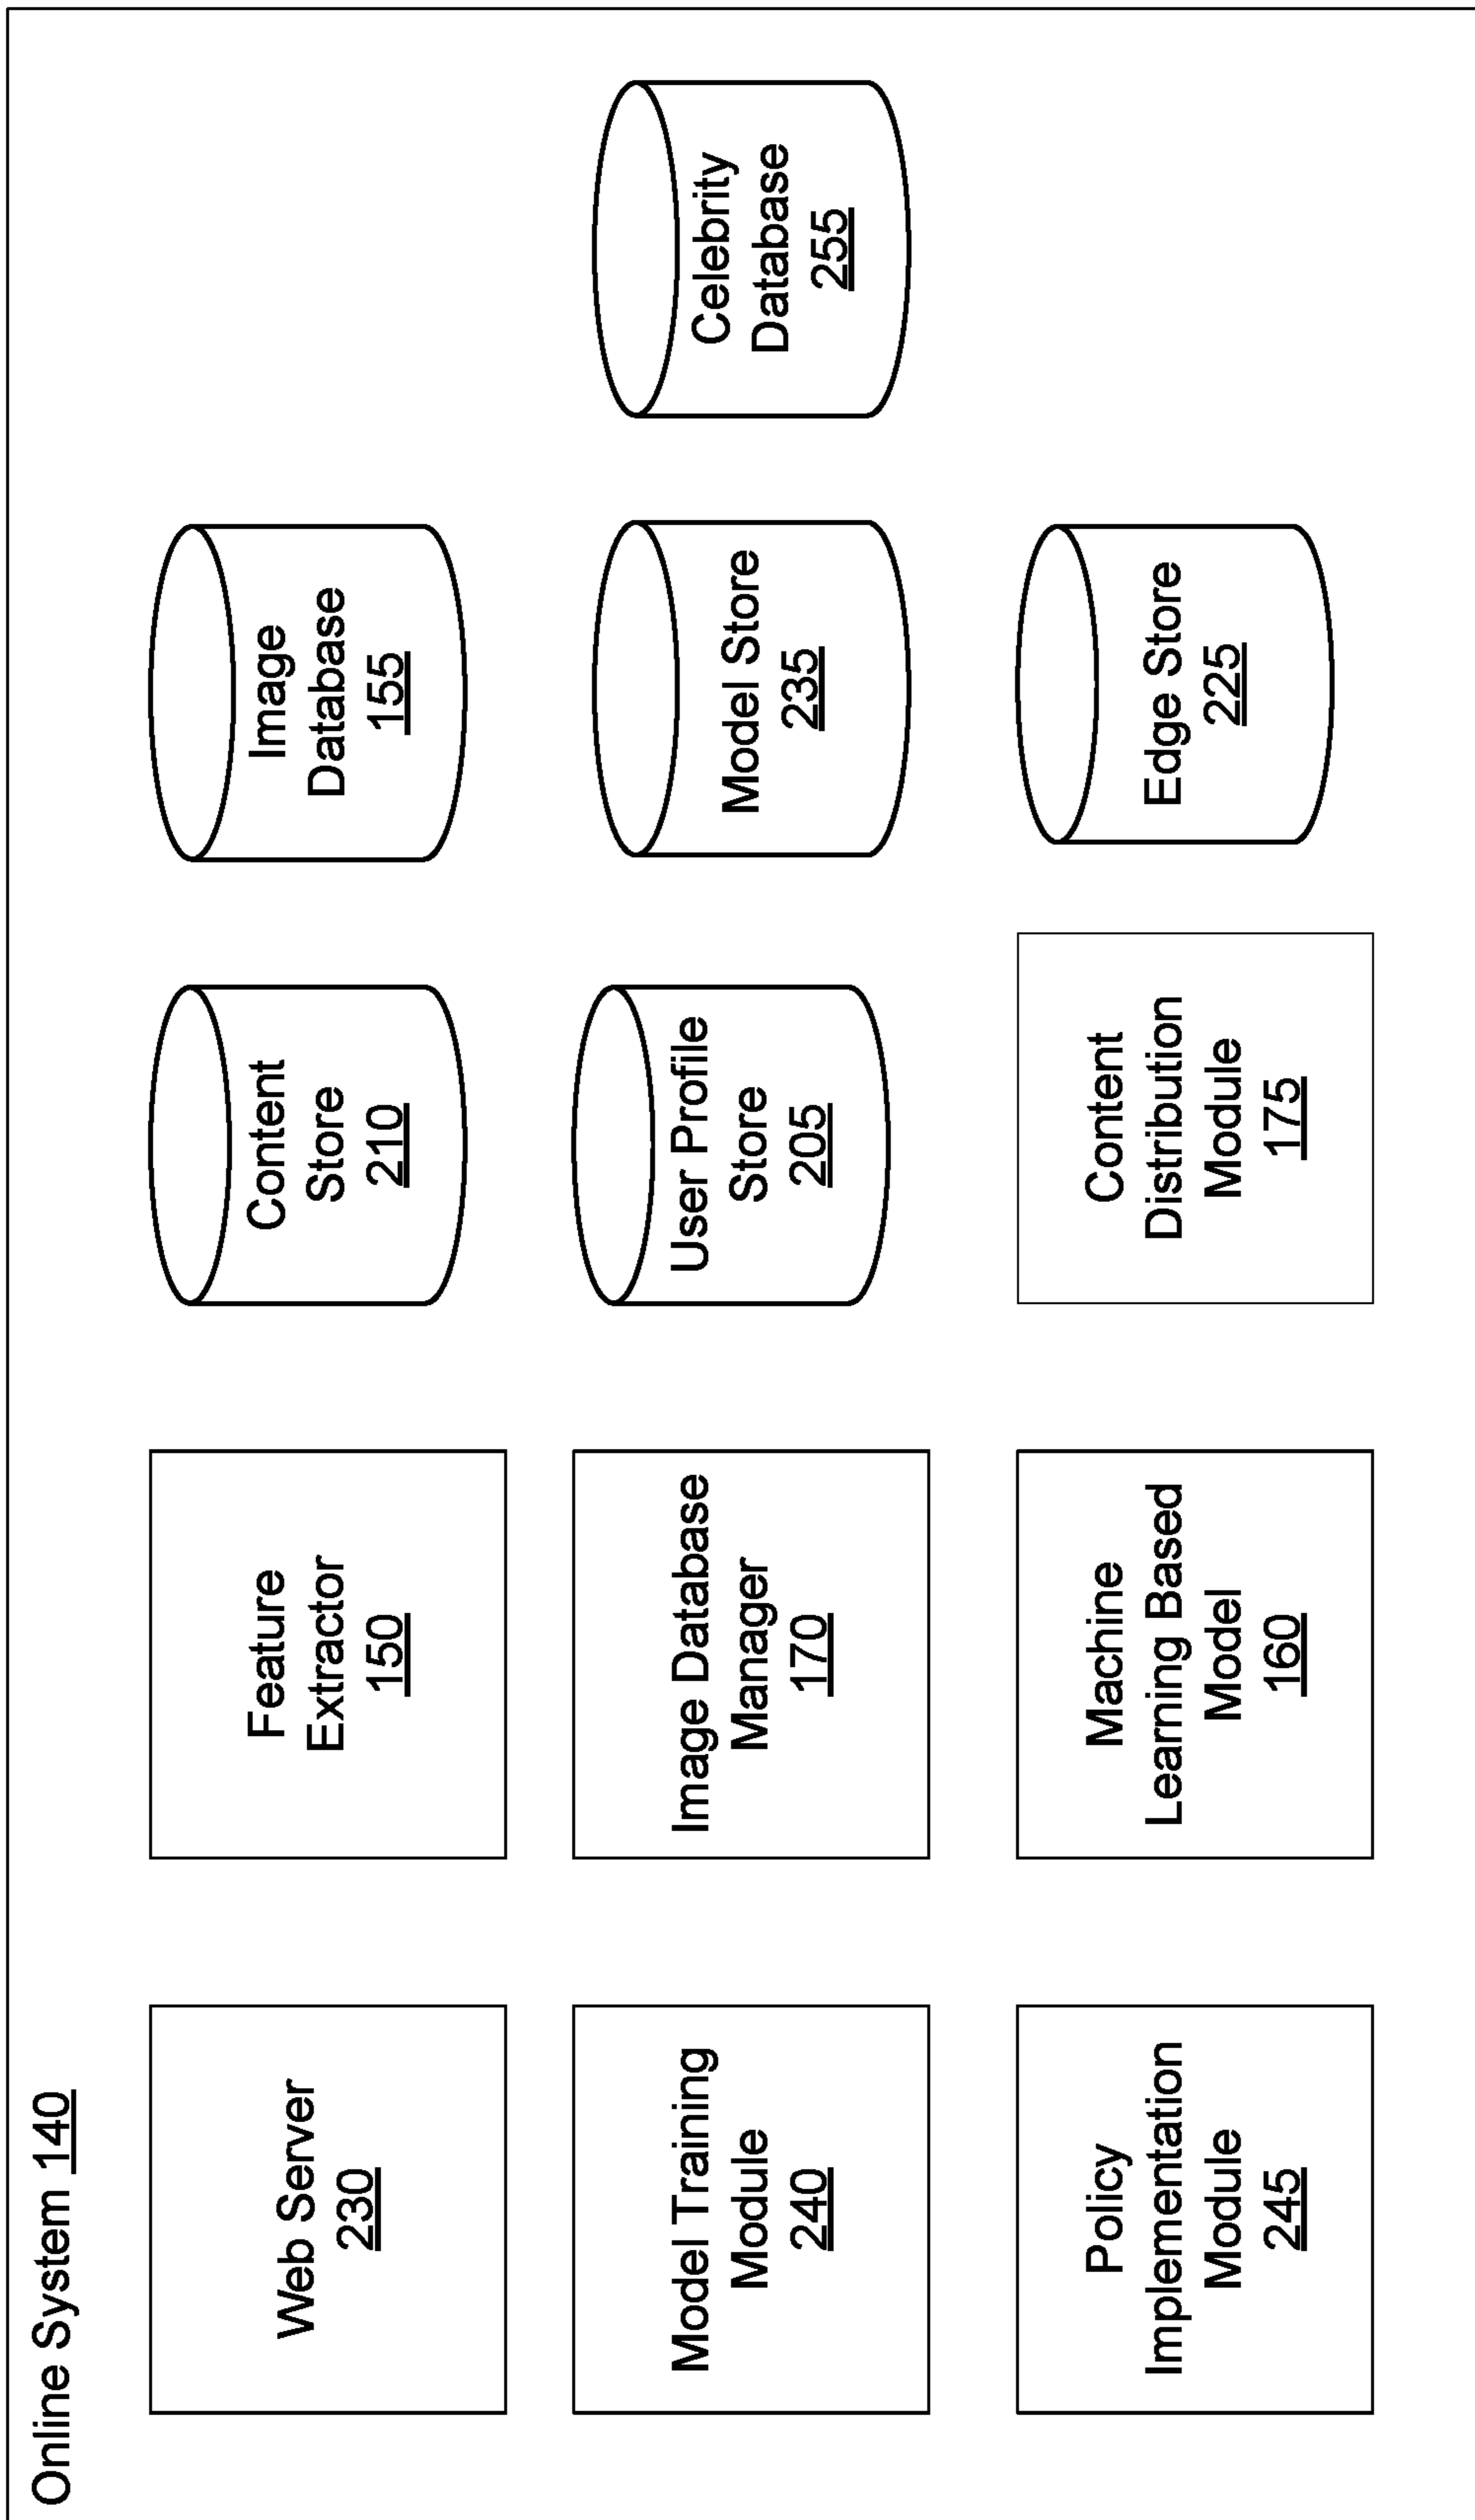 Online System 140
Web Server
230
Feature
Extractor
150
Content
Store
210
Image
Database
155
Model Training
Module
240
Image Database
Manager
170
User Profile
Store
205
Model Store
235
Celebrity
Database
255
Policy
Implementation
Module
245
Machine
Learning Based
Model
160
Content
Distribution
Module
175
Edge Store
225